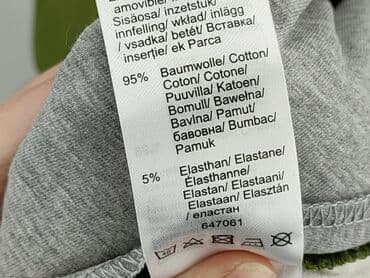 amovible/
Sisäosa/ inzetstuk/
innfelling/ wkład/ inlägg
/ vsadka/ betét/ Вставка/
inserție/ ek Parca
95% Baumwolle/ Cotton/
Coton/ Cotone/
Puuvilla/ Katoen/
Bomull/ Bawełna/
Bavlna/ Pamut/
бавовна/ Bumbac/
Pamuk
5% Elasthan/ Elastane/
Élasthanne/
Elastan/ Elastaani/
Elastaan/ Elasztán
/ еластан
647061